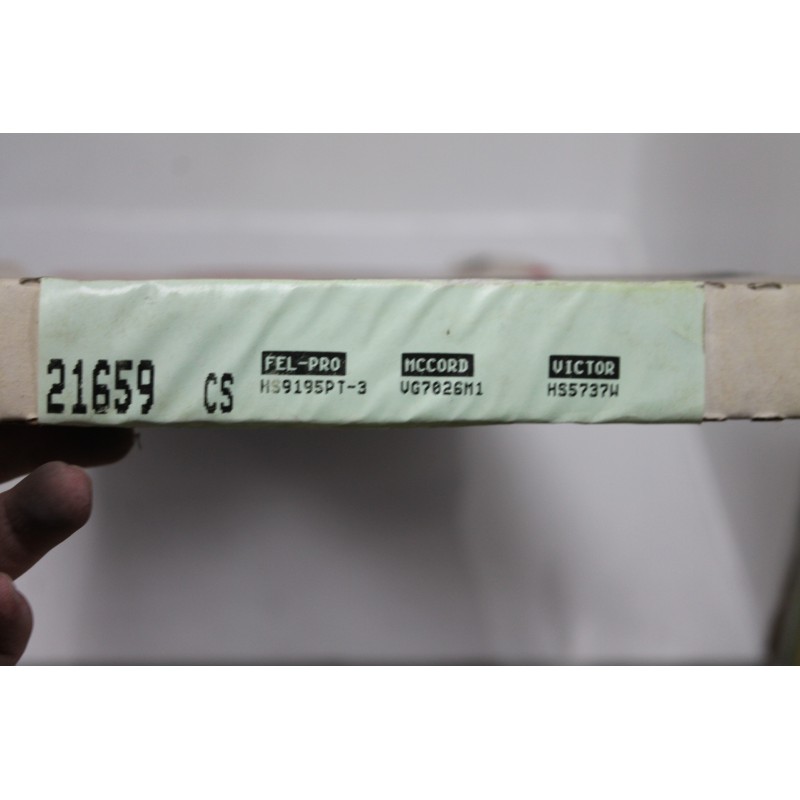 21659 CS
FEL-PRO MCCORD VICTOR
HS9195PT-3 VG7026M1 HS5737W